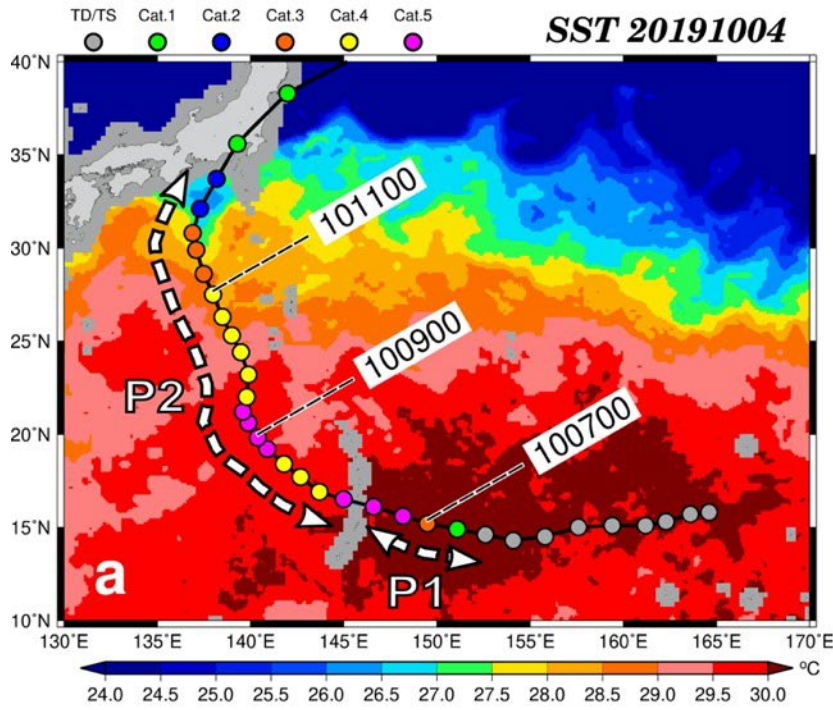 TD/TS Cat.1 Cat.2 Cat.3 Cat.4 Cat.5
SST 20191004
40°N
35°N
30°N
25°N
20°N
15°N
10°N
101100
100900
100700
P2
P1
a
130°E 135°E 140°E 145°E 150°E 155°E 160°E 165°E 170°E
ºC
24.0 24.5 25.0 25.5 26.0 26.5 27.0 27.5 28.0 28.5 29.0 29.5 30.0